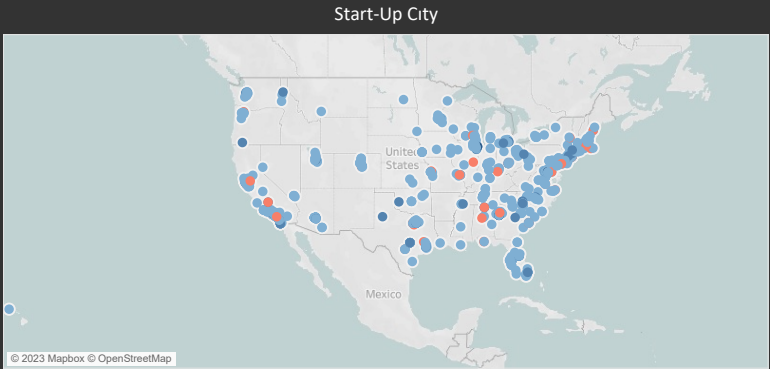 Start-Up City
United
States
Mexico
© 2023 Mapbox © OpenStreetMap